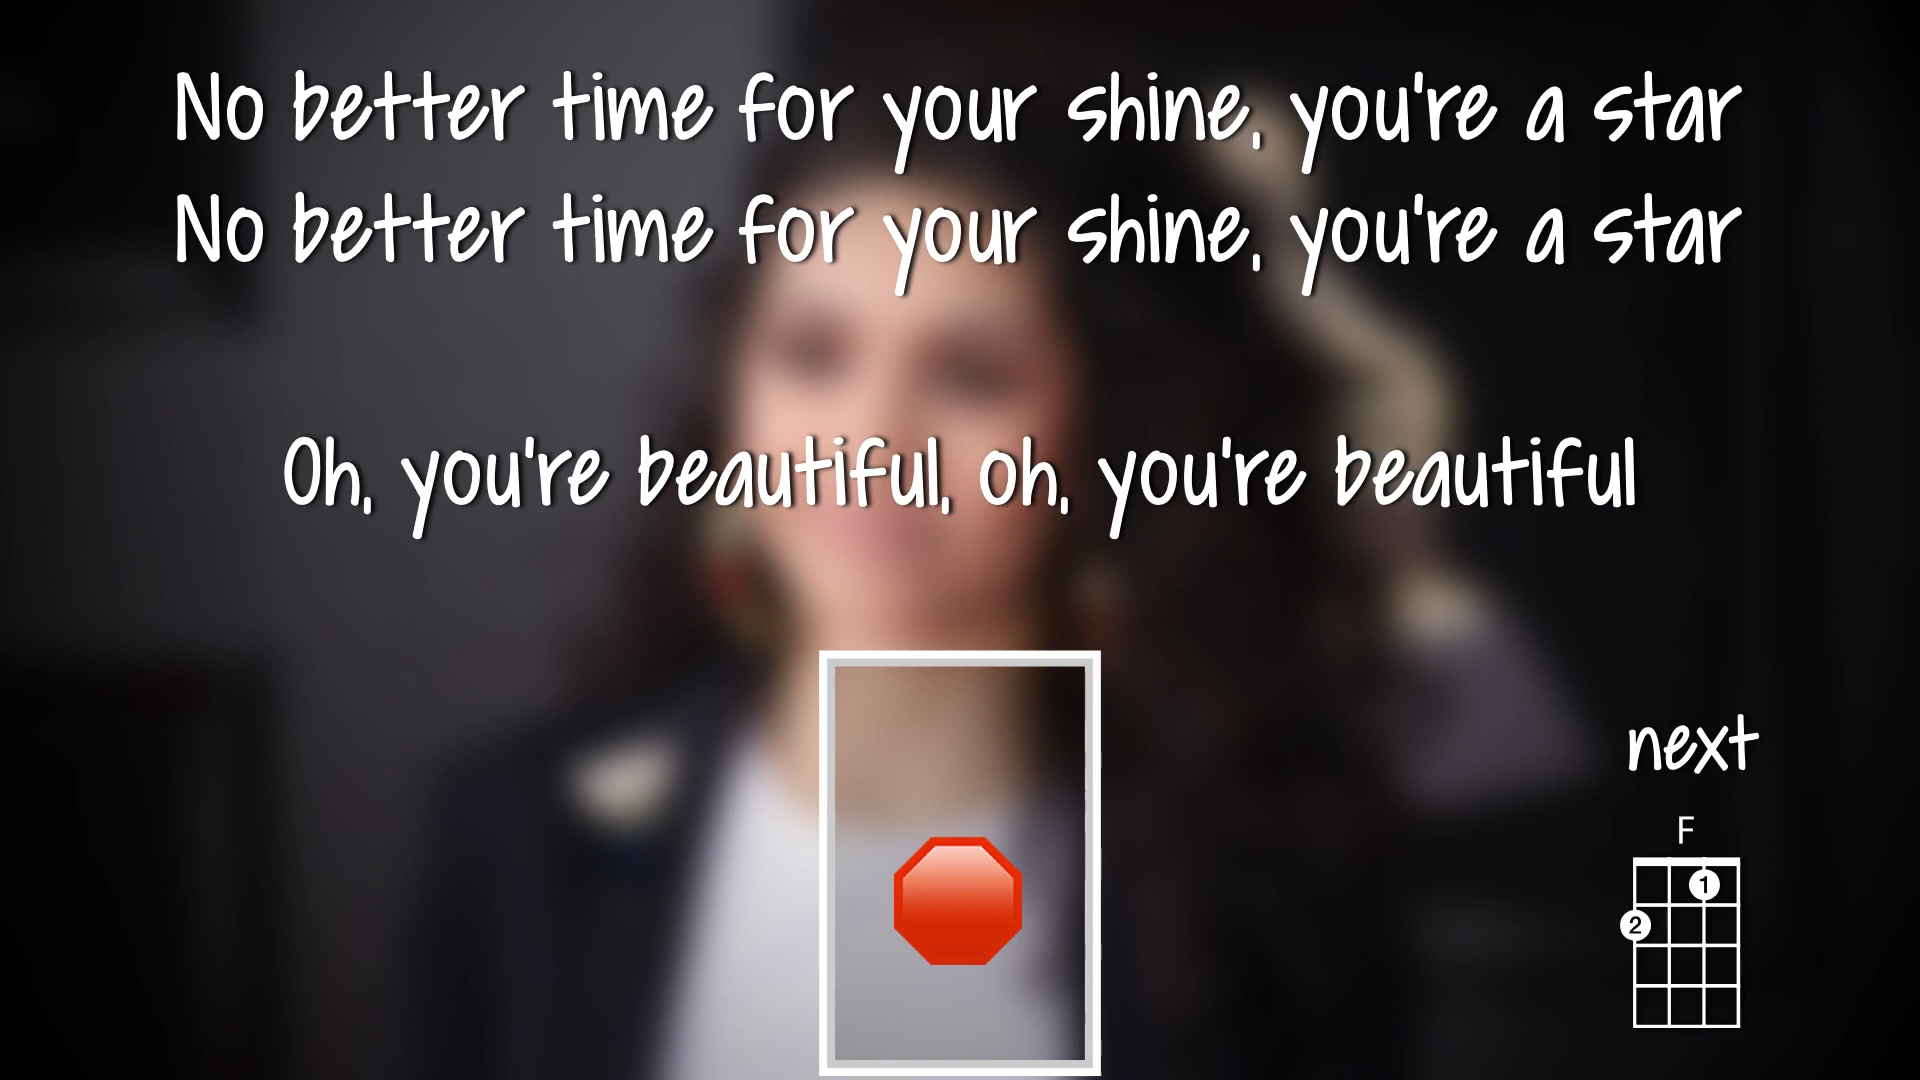 No better time for your shine, you're a star
No better time for your shine, you're a star
Oh, you're beautiful, oh, you're beautiful
next
F
1
2